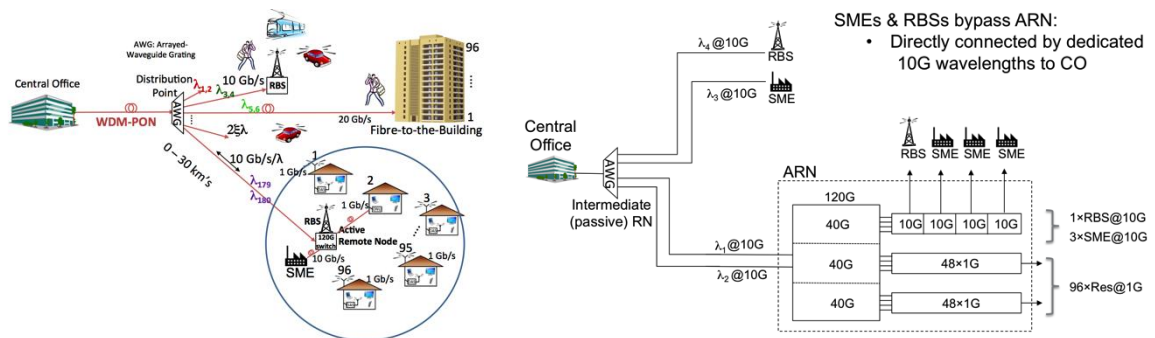 AWG: Arrayed-
Waveguide Grating
Central Office
Distribution
Point
AWG
WDM-PON
λ1,2
10 Gb/s
λ3,4
RBS
λ5,6
20 Gb/s
96
1
Fibre-to-the-Building
2ξλ
0 – 30 km's
10 Gb/s/λ
λ179
λ180
1
1 Gb/s
2
1 Gb/s
3
1 Gb/s
RBS
120G
switch
Active
Remote Node
SME
10 Gb/s
95
1 Gb/s
96
1 Gb/s
SMEs & RBSs bypass ARN:
• Directly connected by dedicated
10G wavelengths to CO
λ4 @10G
RBS
λ3 @10G
SME
Central
Office
AWG
Intermediate
(passive) RN
λ1 @10G
λ2 @10G
RBS SME SME SME
ARN
120G
40G
10G 10G 10G 10G
1×RBS@10G
3×SME@10G
40G
48×1G
96×Res@1G
40G
48×1G